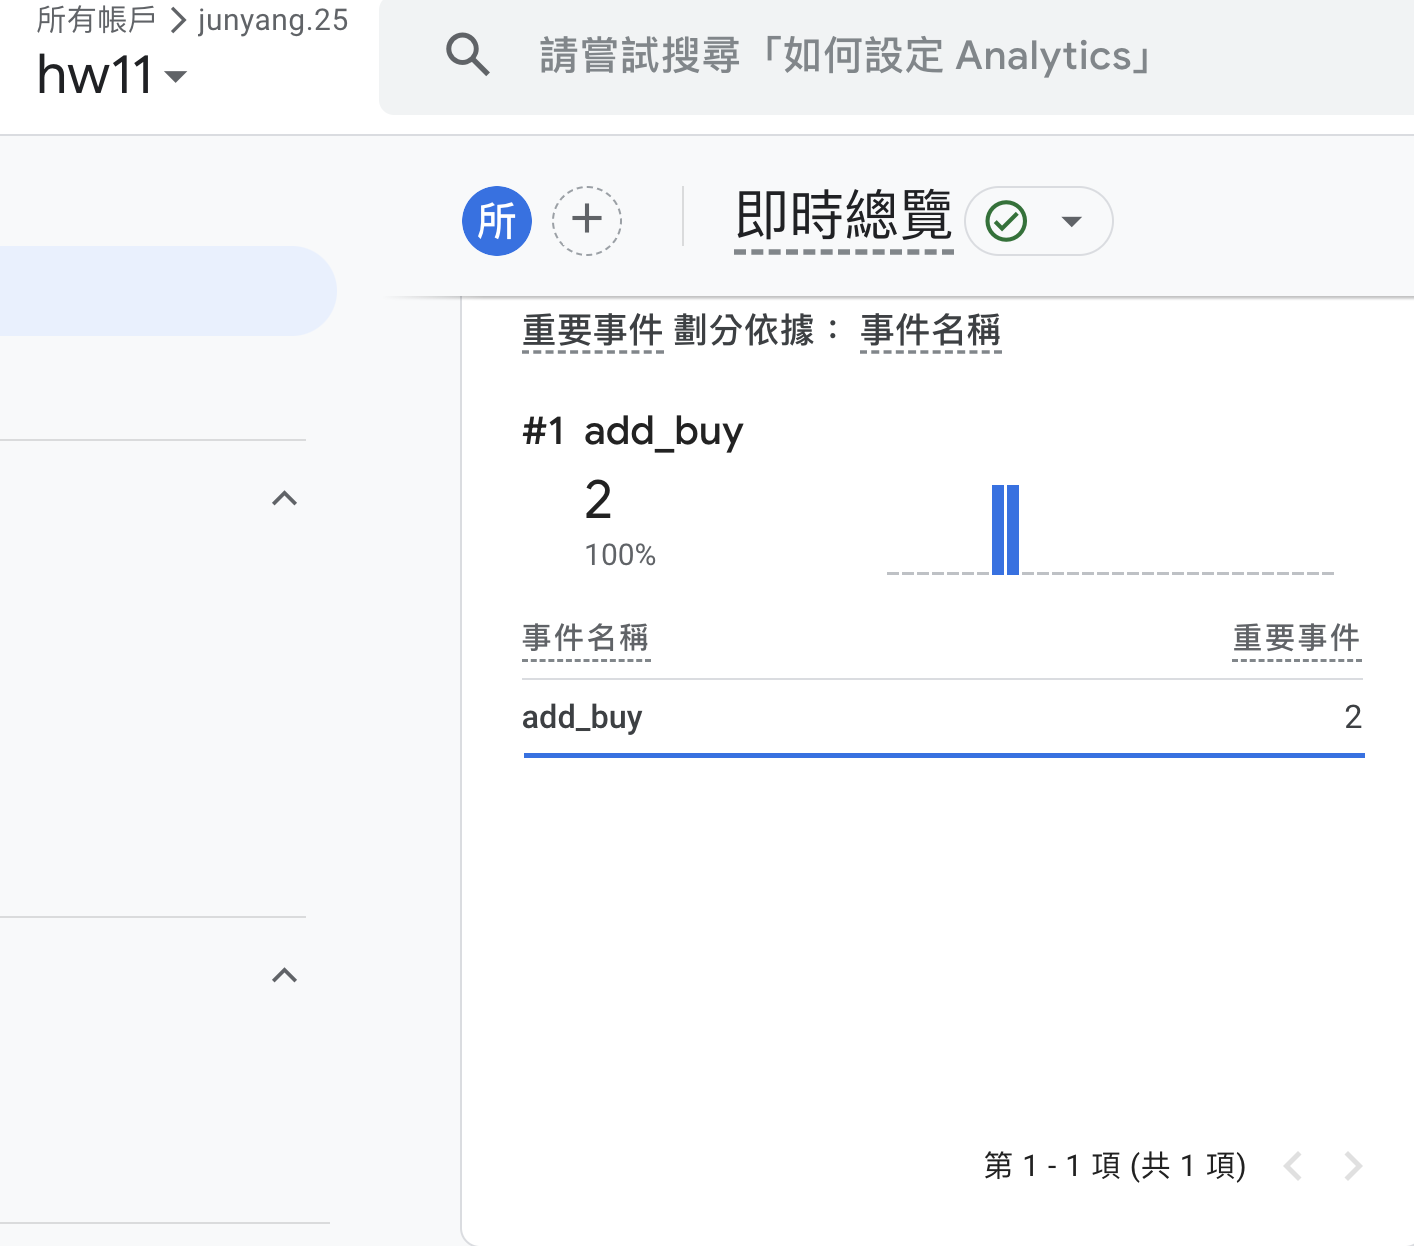 所有帳戶 > junyang.25
hw11
請嘗試搜尋「如何設定 Analytics」
所
即時總覽
重要事件 劃分依據： 事件名稱
#1 add_buy
2
100%
事件名稱 重要事件
add_buy 2
第 1 - 1 項 (共 1 項)